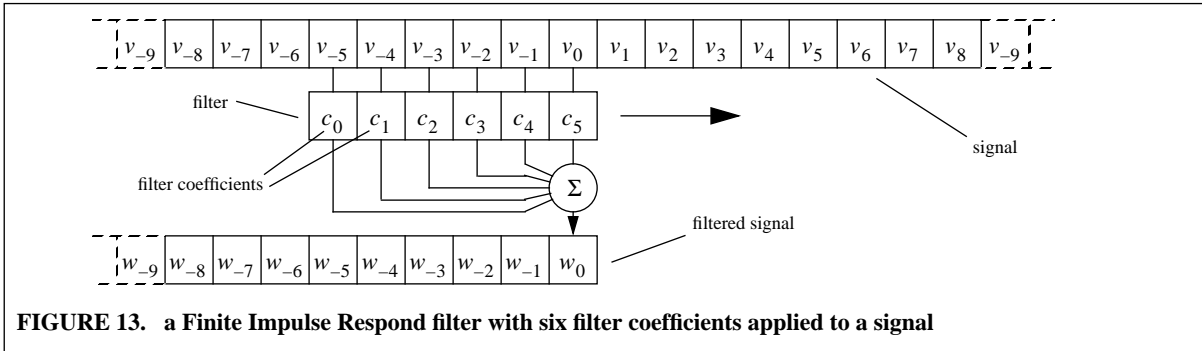 v₋₉ v₋₈ v₋₇ v₋₆ v₋₅ v₋₄ v₋₃ v₋₂ v₋₁ v₀ v₁ v₂ v₃ v₄ v₅ v₆ v₇ v₈ v₋₉
filter
c₀ c₁ c₂ c₃ c₄ c₅
signal
filter coefficients
Σ
filtered signal
w₋₉ w₋₈ w₋₇ w₋₆ w₋₅ w₋₄ w₋₃ w₋₂ w₋₁ w₀
FIGURE 13. a Finite Impulse Respond filter with six filter coefficients applied to a signal